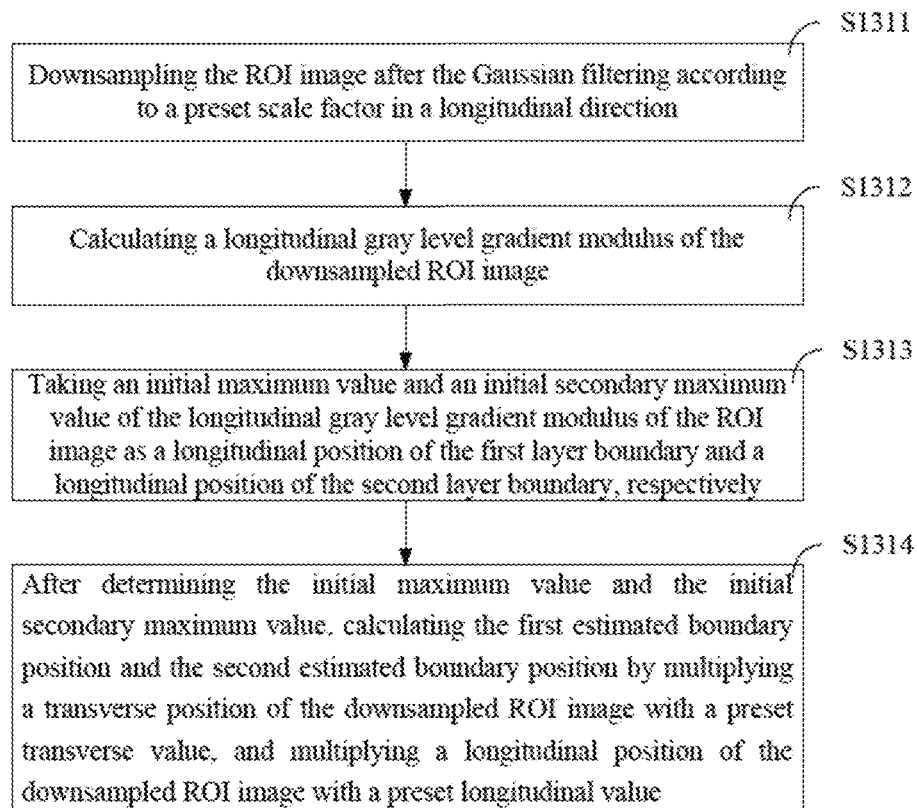 S1311
Downsampling the ROI image after the Gaussian filtering according
to a preset scale factor in a longitudinal direction
S1312
Calculating a longitudinal gray level gradient modulus of the
downsampled ROI image
S1313
Taking an initial maximum value and an initial secondary maximum
value of the longitudinal gray level gradient modulus of the ROI
image as a longitudinal position of the first layer boundary and a
longitudinal position of the second layer boundary, respectively
S1314
After determining the initial maximum value and the initial
secondary maximum value, calculating the first estimated boundary
position and the second estimated boundary position by multiplying
a transverse position of the downsampled ROI image with a preset
transverse value, and multiplying a longitudinal position of the
downsampled ROI image with a preset longitudinal value